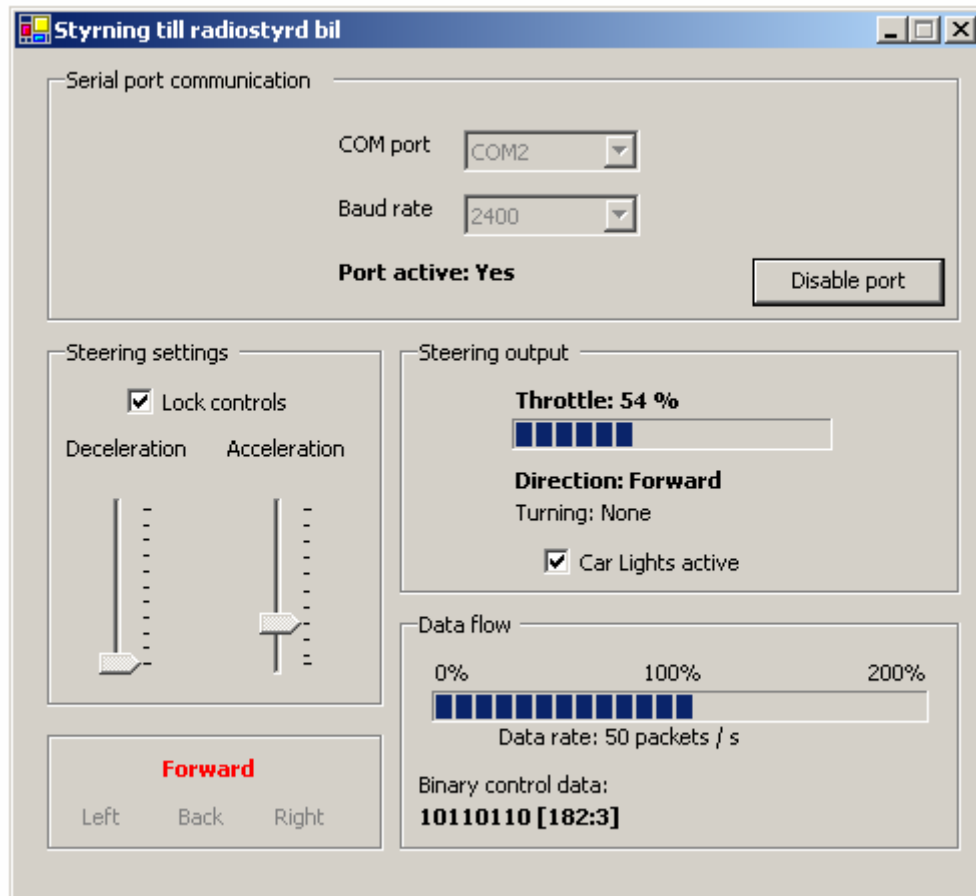 Styrning till radiostyrd bil
Serial port communication
COM port COM2
Baud rate 2400
Port active: Yes
Disable port
Steering settings
Lock controls
Deceleration Acceleration
Steering output
Throttle: 54 %
Direction: Forward
Turning: None
Car Lights active
Data flow
0% 100% 200%
Data rate: 50 packets / s
Binary control data:
10110110 [182:3]
Forward
Left Back Right